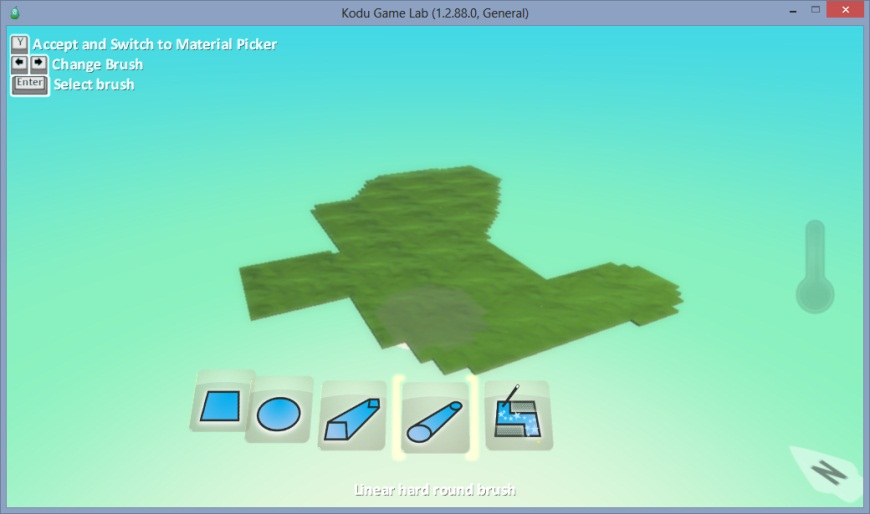 Kodu Game Lab (1.2.88.0, General)
Y Accept and Switch to Material Picker
Change Brush
Enter Select brush
Linear hard round brush
N